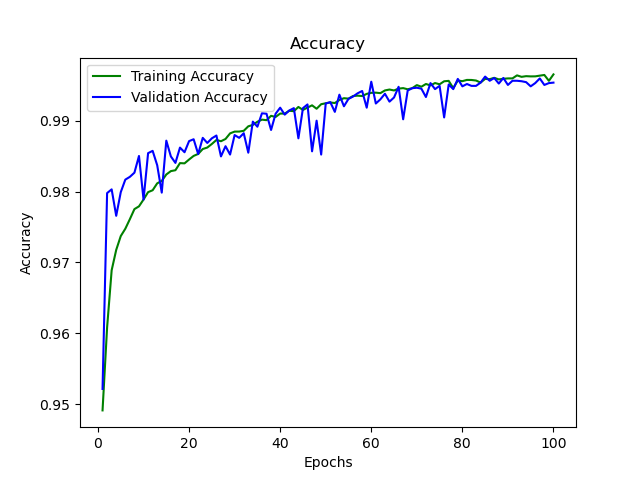 Accuracy
Training Accuracy
Validation Accuracy
0.99
0.98
0.97
0.96
0.95
Accuracy
0 20 40 60 80 100
Epochs